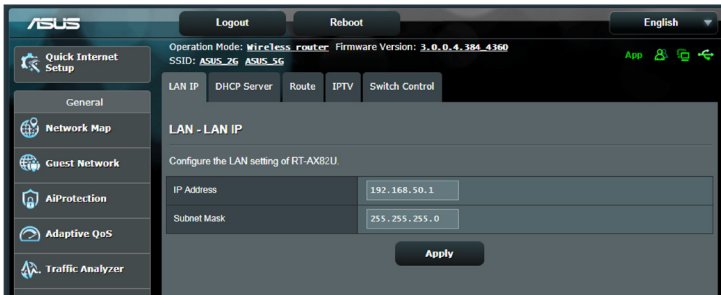 ASUS
Logout
Reboot
English
Quick Internet
Setup
Operation Mode: Wireless router Firmware Version: 3.0.0.4.384_4360
SSID: ASUS_2G ASUS_5G
App
General
Network Map
Guest Network
AiProtection
Adaptive QoS
Traffic Analyzer
LAN IP
DHCP Server
Route
IPTV
Switch Control
LAN - LAN IP
Configure the LAN setting of RT-AX82U.
IP Address
192.168.50.1
Subnet Mask
255.255.255.0
Apply